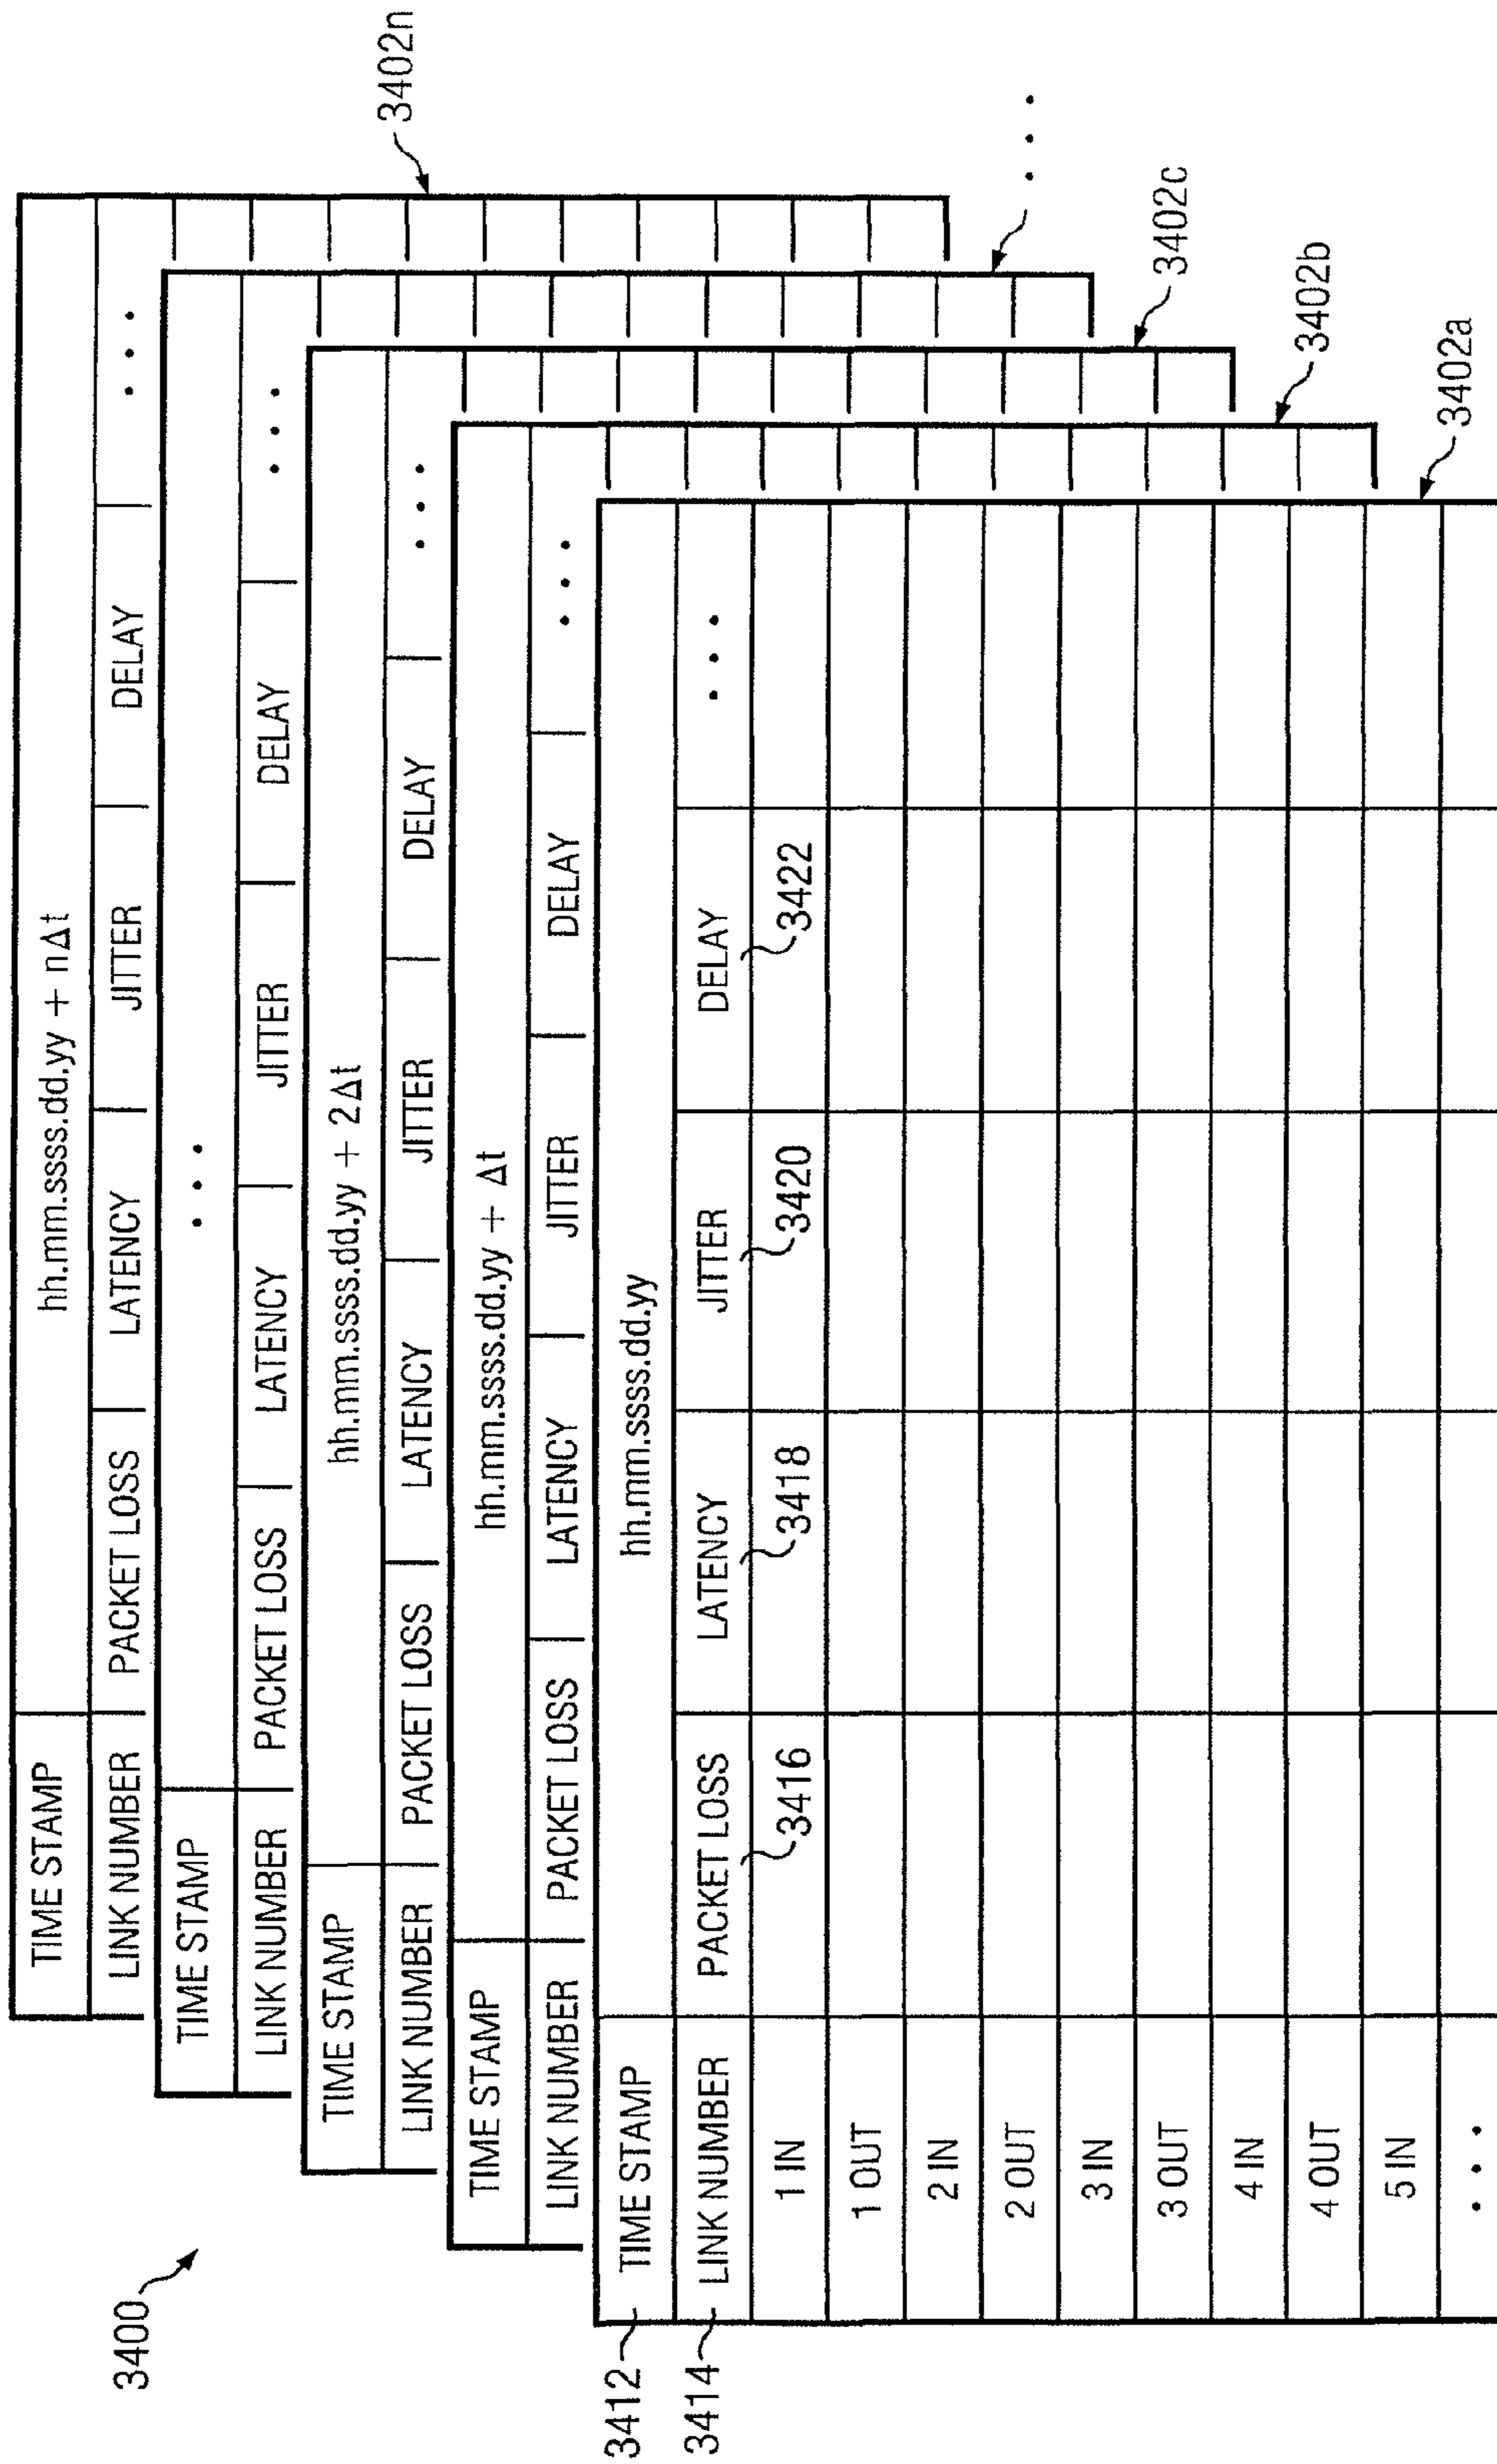 3400
TIME STAMP hh.mm.ssss.dd.yy + nΔt
LINK NUMBER PACKET LOSS LATENCY JITTER DELAY • • •
3402n
TIME STAMP • • •
LINK NUMBER PACKET LOSS LATENCY JITTER DELAY • • •
• • •
TIME STAMP hh.mm.ssss.dd.yy + 2Δt
LINK NUMBER PACKET LOSS LATENCY JITTER DELAY • • •
3402c
TIME STAMP hh.mm.ssss.dd.yy + Δt
LINK NUMBER PACKET LOSS LATENCY JITTER DELAY • • •
3402b
3412 TIME STAMP hh.mm.ssss.dd.yy
3414 LINK NUMBER PACKET LOSS LATENCY JITTER DELAY • • •
1 IN 3416 3418 3420 3422
1 OUT
2 IN
2 OUT
3 IN
3 OUT
4 IN
4 OUT
5 IN
3402a
• • •